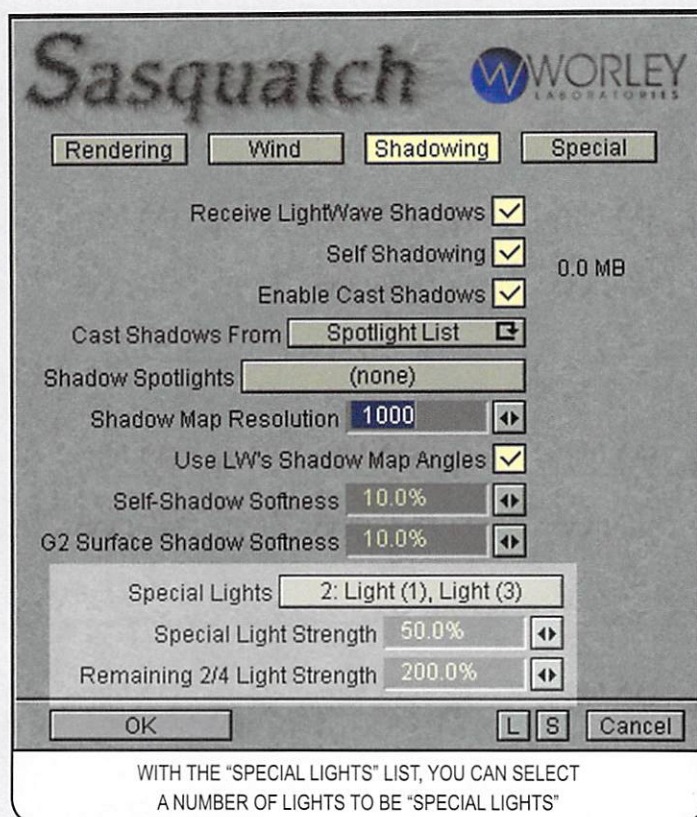 Sasquatch
WORLEY
LABORATORIES
Rendering Wind Shadowing Special
Receive LightWave Shadows
Self Shadowing
0.0 MB
Enable Cast Shadows
Cast Shadows From Spotlight List
Shadow Spotlights (none)
Shadow Map Resolution 1000
Use LW's Shadow Map Angles
Self-Shadow Softness 10.0%
G2 Surface Shadow Softness 10.0%
Special Lights 2: Light (1), Light (3)
Special Light Strength 50.0%
Remaining 2/4 Light Strength 200.0%
OK L S Cancel
WITH THE “SPECIAL LIGHTS” LIST, YOU CAN SELECT
A NUMBER OF LIGHTS TO BE “SPECIAL LIGHTS”